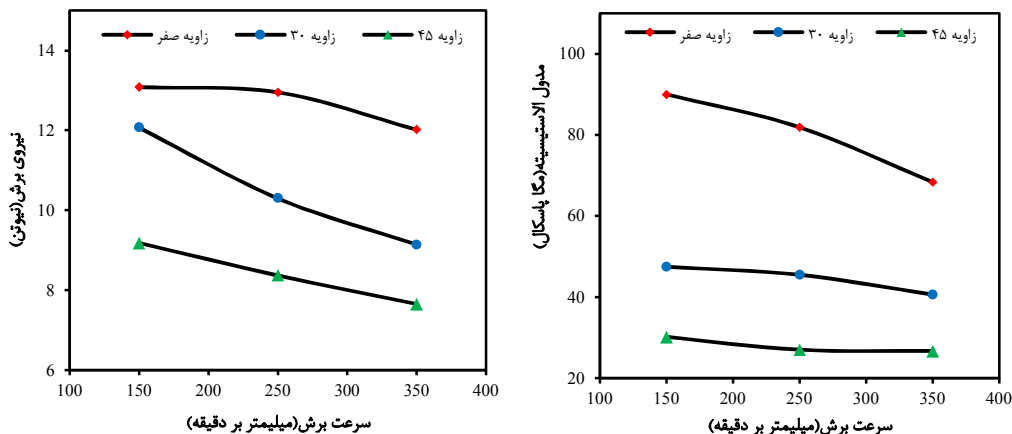 زاویه صفر
زاویه ۳۰
زاویه ۴۵
14
12
10
8
6
100
150
200
250
300
350
400
نیروی برش(نیوتن)
سرعت برش(میلیمتر بر دقیقه)
زاویه صفر
زاویه ۳۰
زاویه ۴۵
100
80
60
40
20
100
150
200
250
300
350
400
مدول الاستیسیته(مگا پاسکال)
سرعت برش(میلیمتر بر دقیقه)